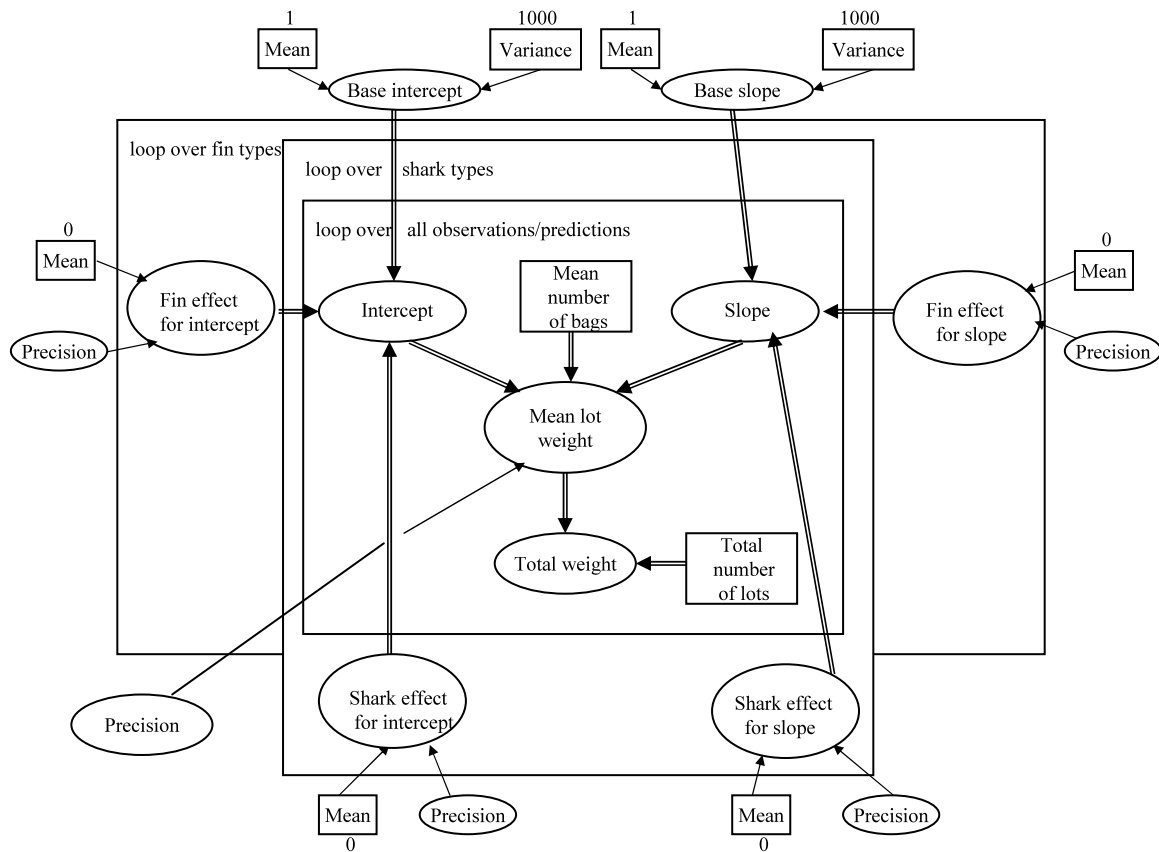 1
1000
1
1000
Mean
Variance
Mean
Variance
Base intercept
Base slope
loop over fin types
loop over shark types
loop over all observations/predictions
0
Mean
0
Mean
Mean
number
of bags
Fin effect
for intercept
Intercept
Slope
Fin effect
for slope
Precision
Precision
Mean lot
weight
Total weight
Total
number
of lots
Precision
Shark effect
for intercept
Shark effect
for slope
Mean
0
Precision
Mean
0
Precision